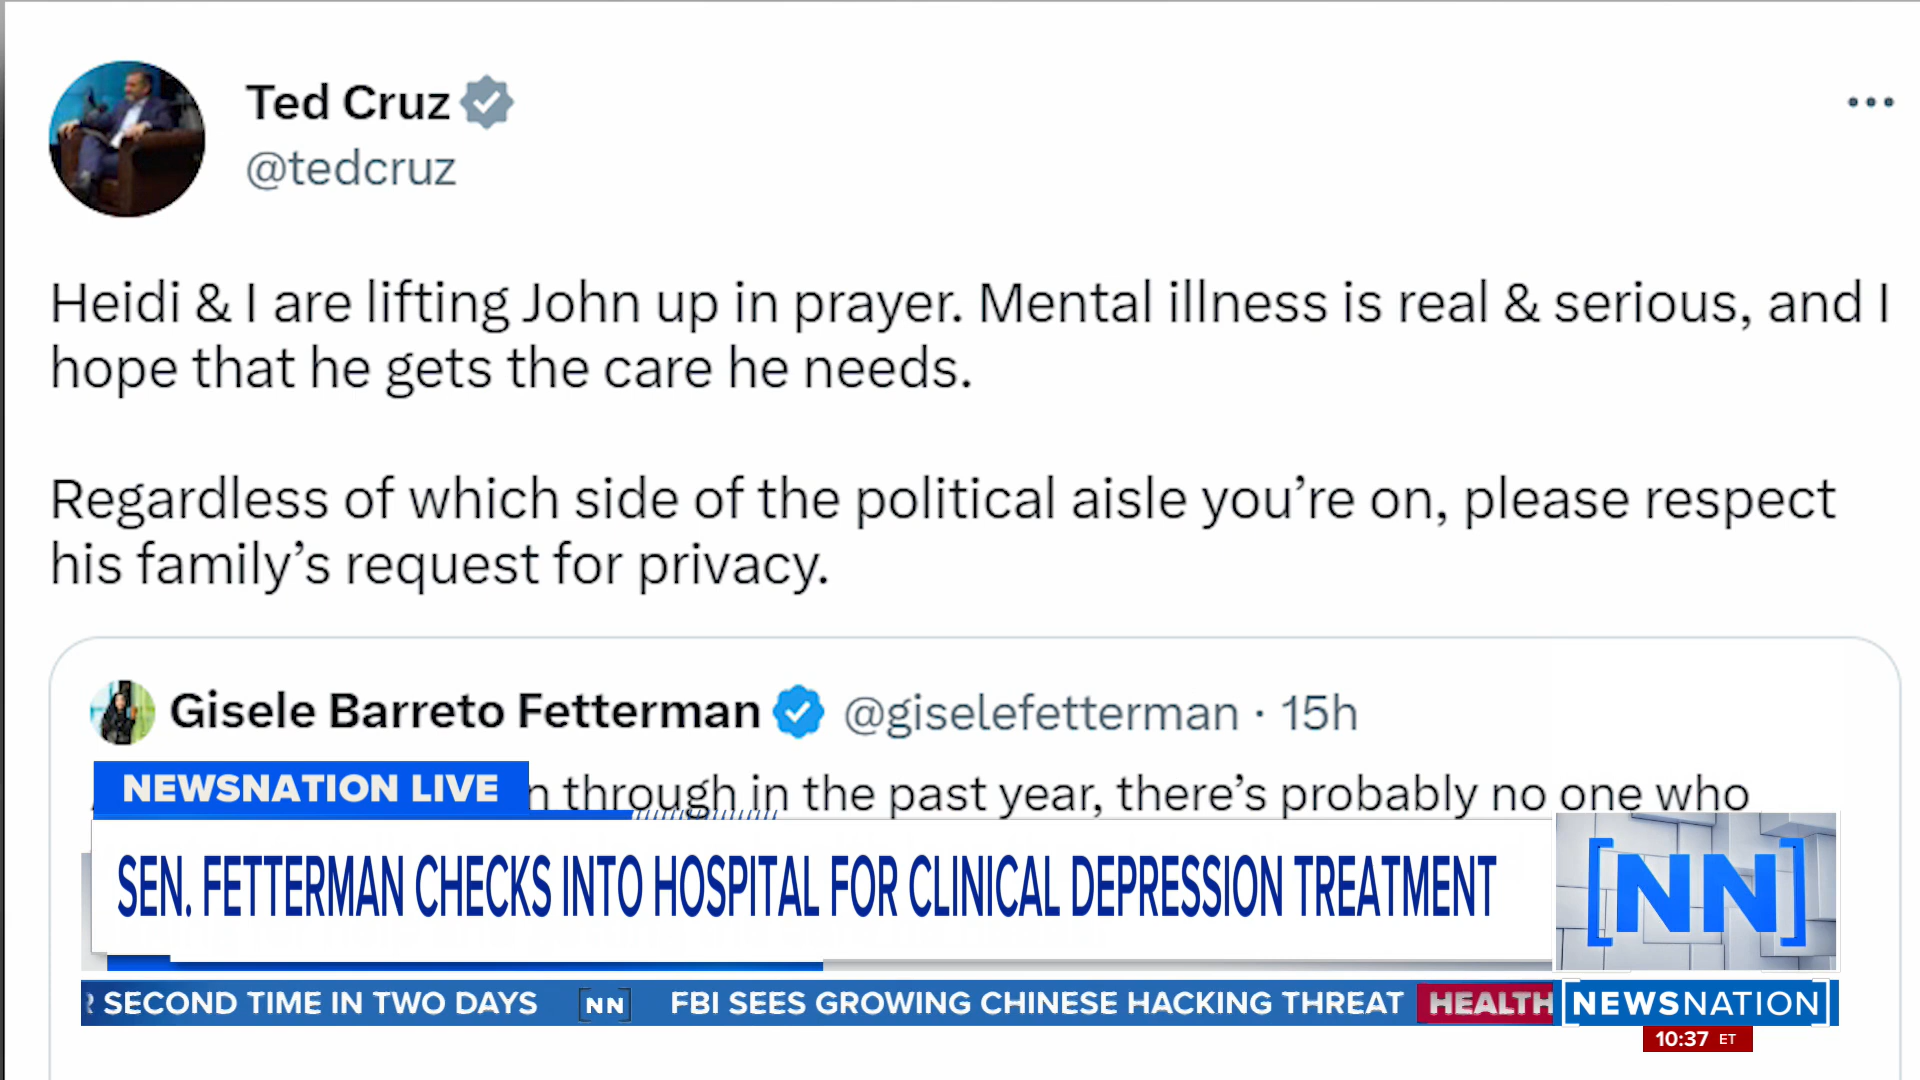 Ted Cruz
@tedcruz
Heidi & I are lifting John up in prayer. Mental illness is real & serious, and I
hope that he gets the care he needs.
Regardless of which side of the political aisle you're on, please respect
his family's request for privacy.
Gisele Barreto Fetterman @giselefetterman · 15h
through in the past year, there's probably no one who
NEWSNATION LIVE
SEN. FETTERMAN CHECKS INTO HOSPITAL FOR CLINICAL DEPRESSION TREATMENT
[NN]
SECOND TIME IN TWO DAYS [NN] FBI SEES GROWING CHINESE HACKING THREAT HEALTH
[NEWSNATION]
10:37 ET